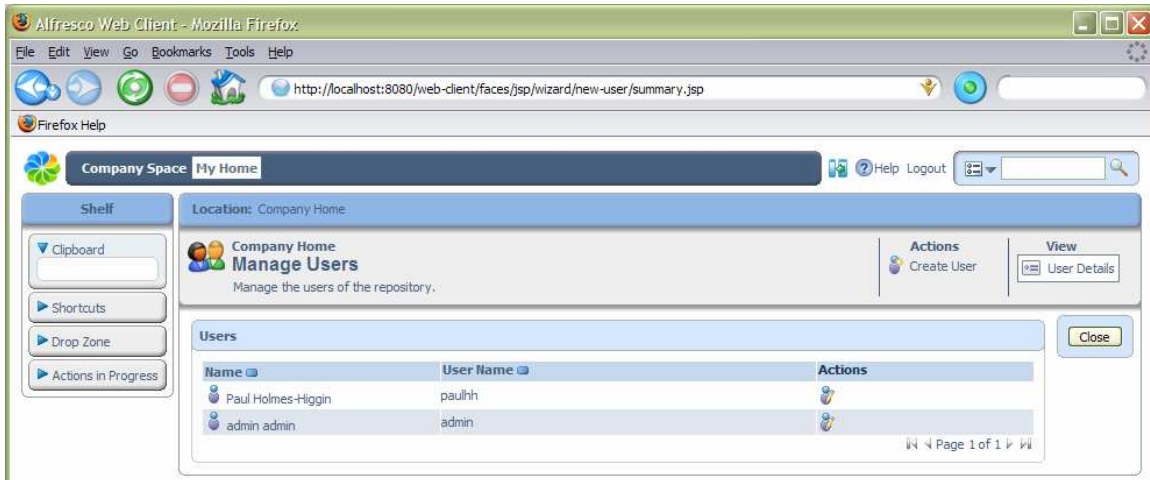 Alfresco Web Client - Mozilla Firefox
File Edit View Go Bookmarks Tools Help
http://localhost:8080/web-client/faces/jsp/wizard/new-user/summary.jsp
Firefox Help
Company Space My Home Help Logout
Shelf Location: Company Home
Clipboard Company Home Actions View
Manage Users Create User User Details
Manage the users of the repository.
Shortcuts
Drop Zone Users Close
Actions in Progress Name User Name Actions
Paul Holmes-Higgin paulhh
admin admin admin
Page 1 of 1